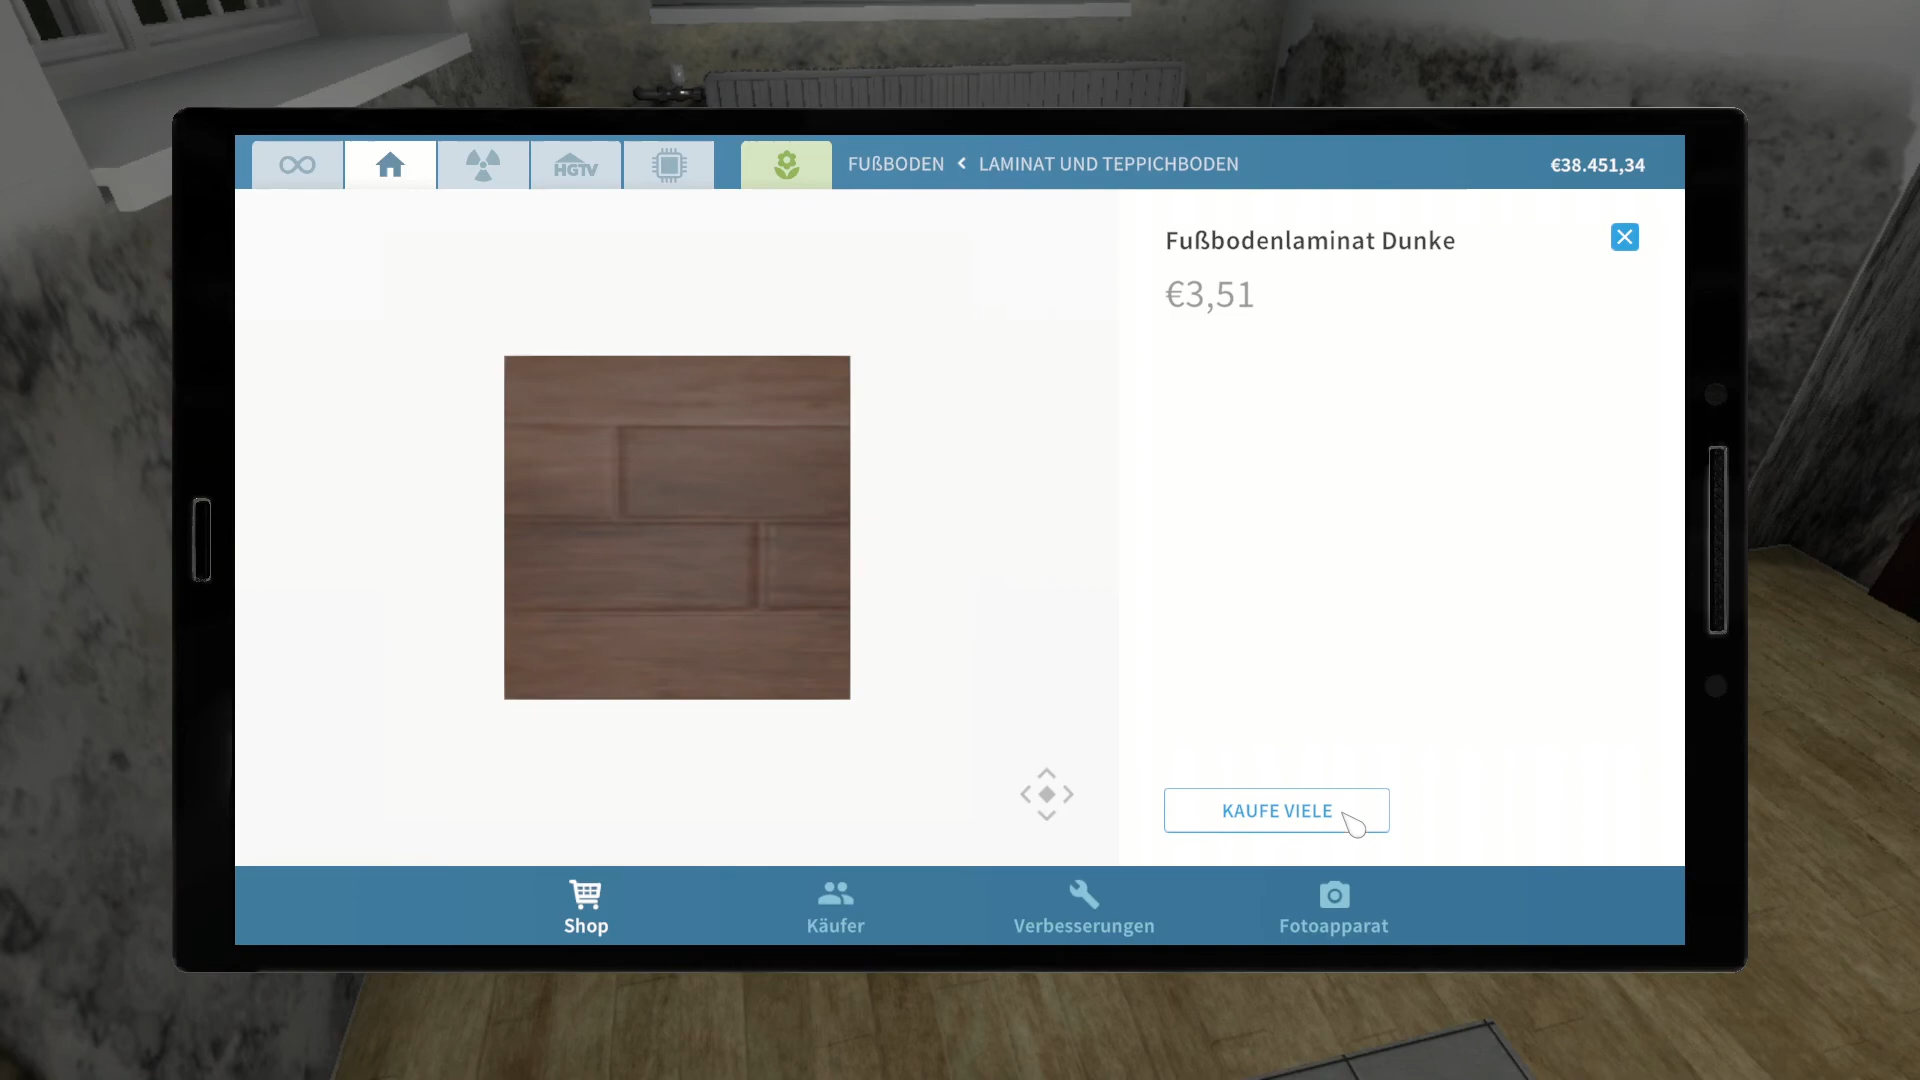 HGTV
FUßBODEN < LAMINAT UND TEPPICHBODEN
€38.451,34
Fußbodenlaminat Dunke
€3,51
KAUFE VIELE
Shop
Käufer
Verbesserungen
Fotoapparat